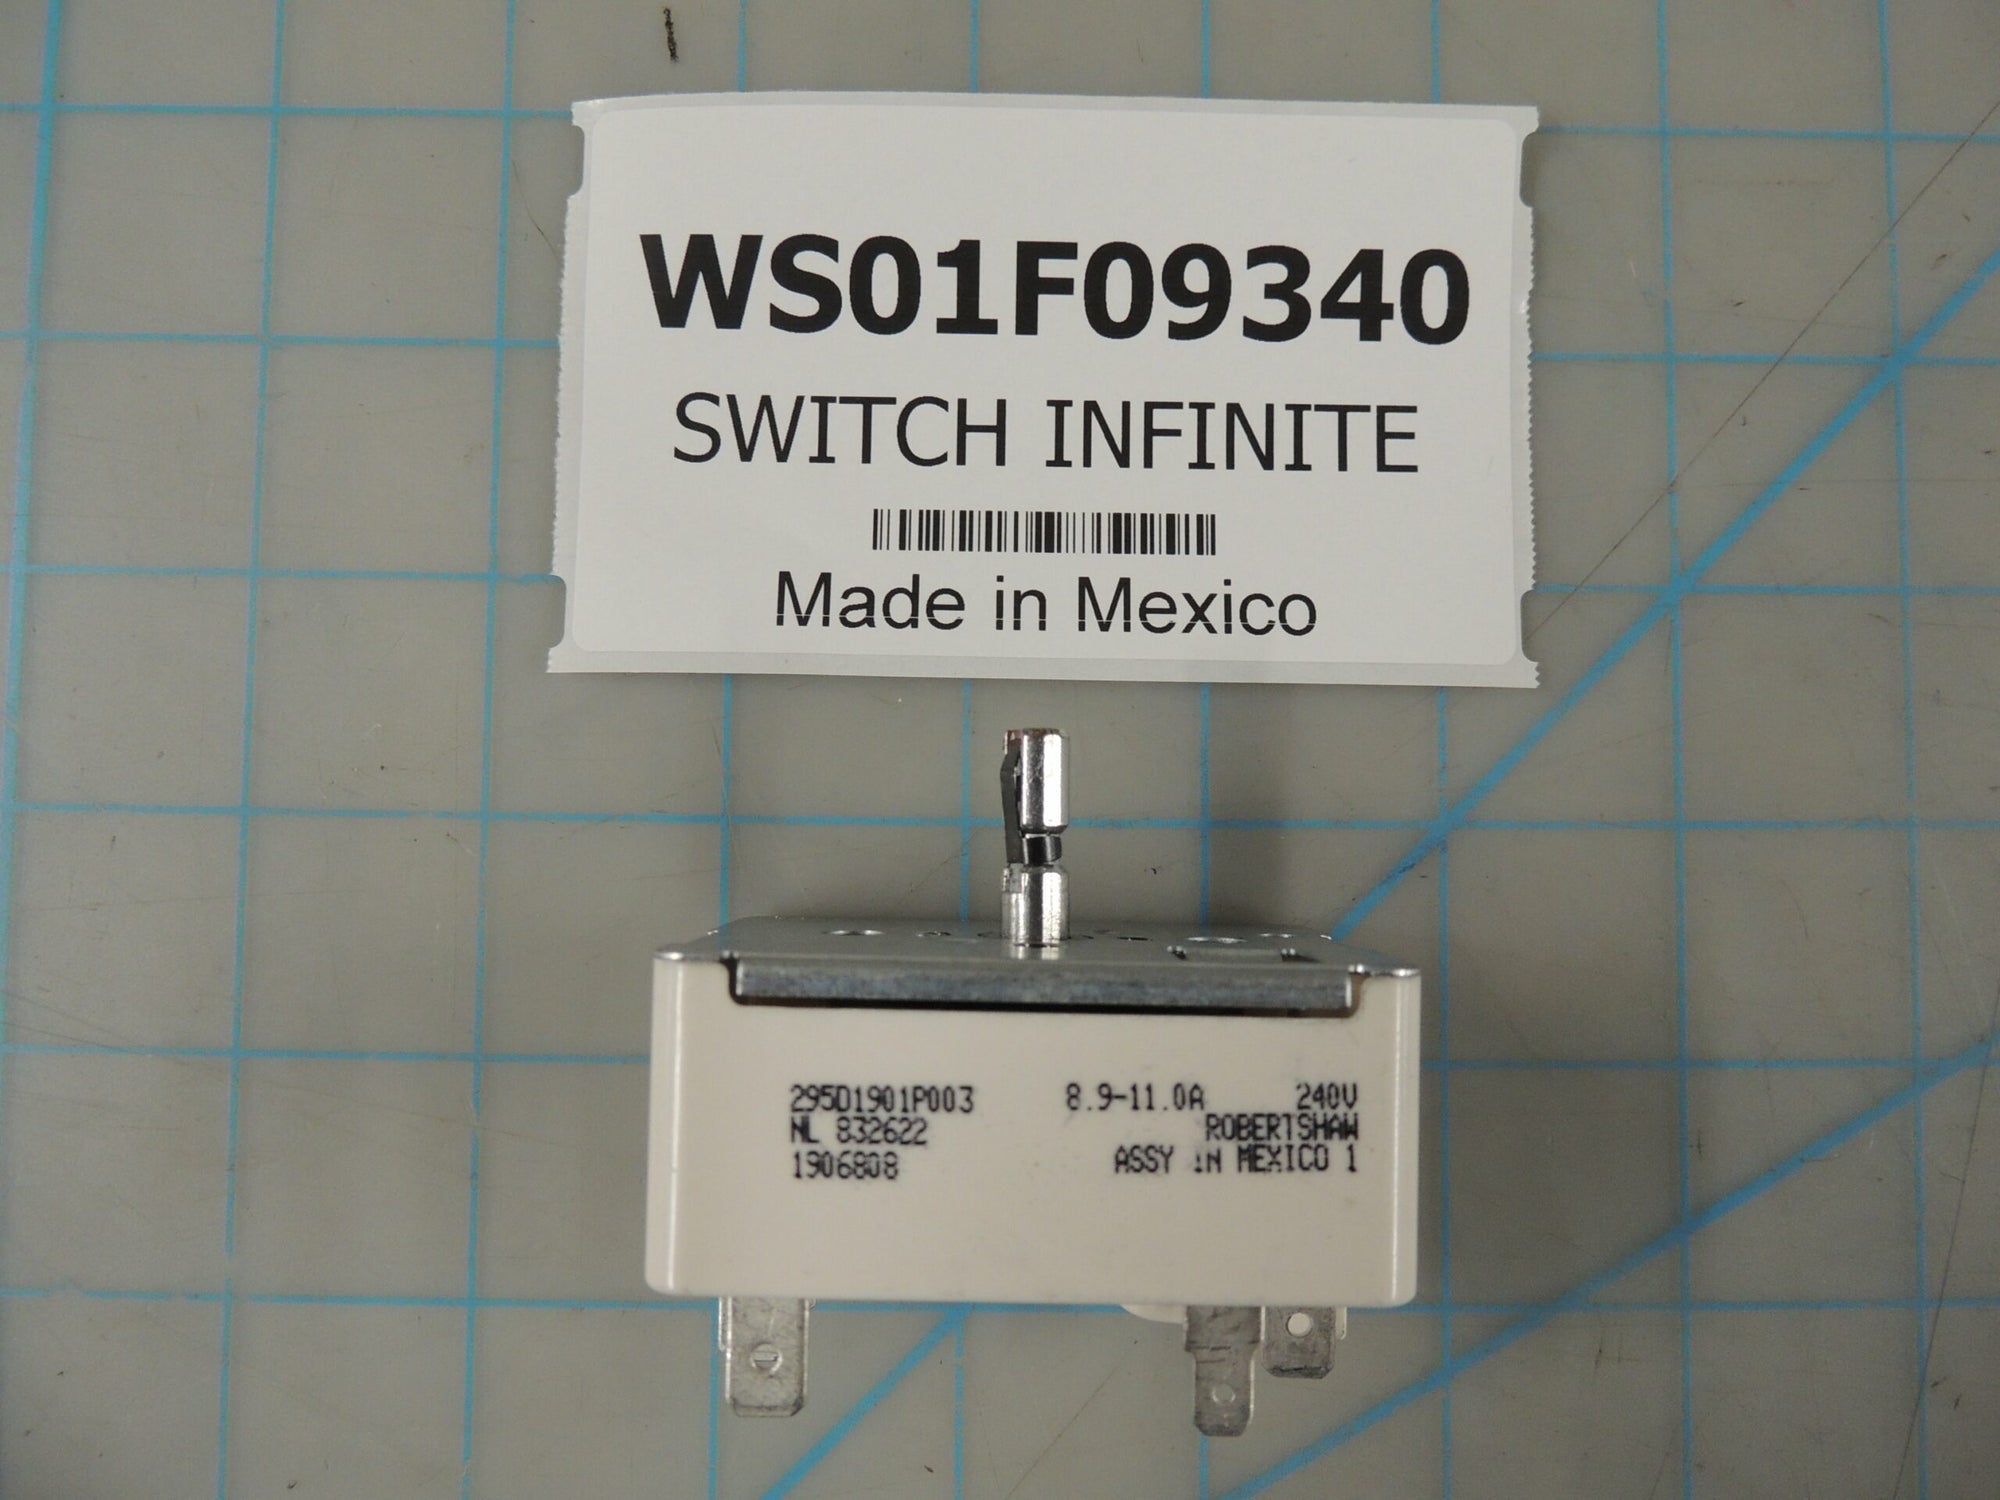 WS01F09340
SWITCH INFINITE
Made in Mexico
295D1901P003 8.9-11.0A 240V
NL 832622 ROBERTSHAW
1906808 ASSY IN MEXICO 1